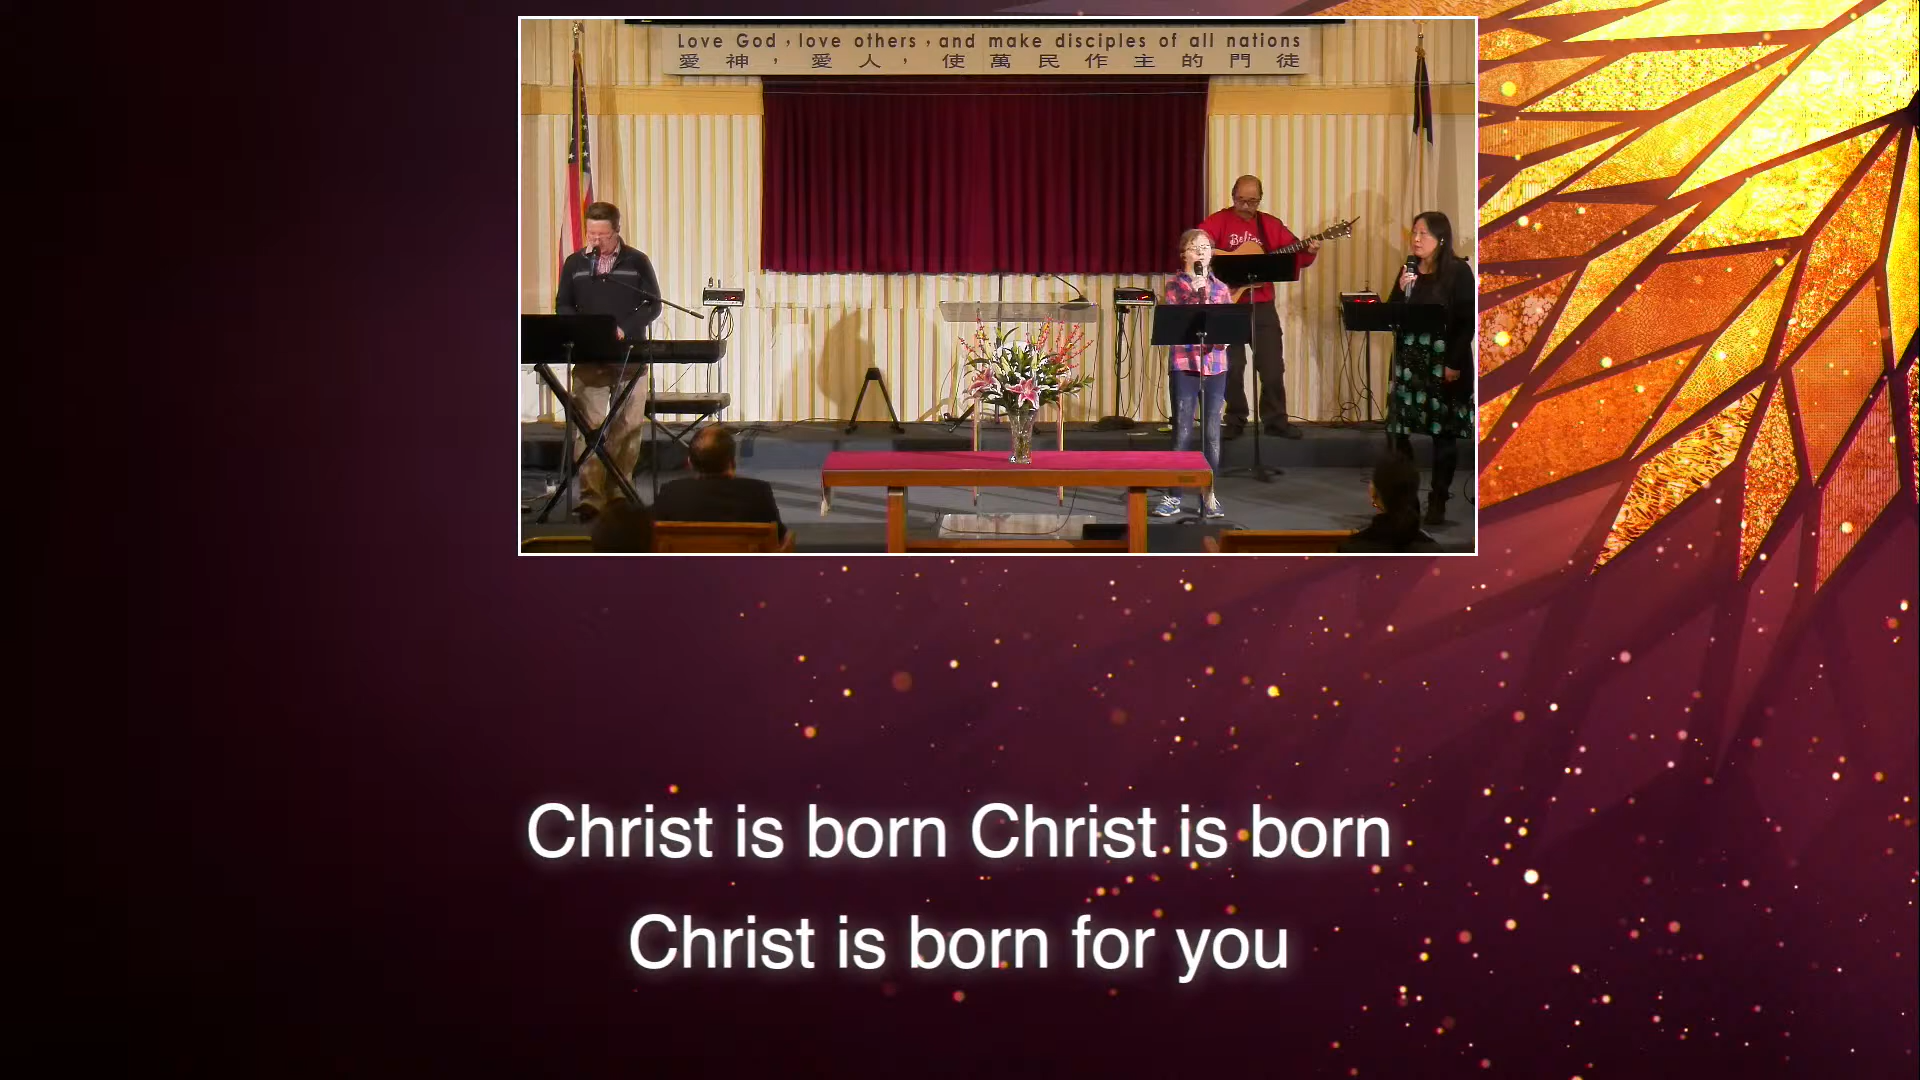 Love God, love others, and make disciples of all nations
愛神，愛人，使萬民作主的門徒
Believe
Christ is born Christ is born
Christ is born for you